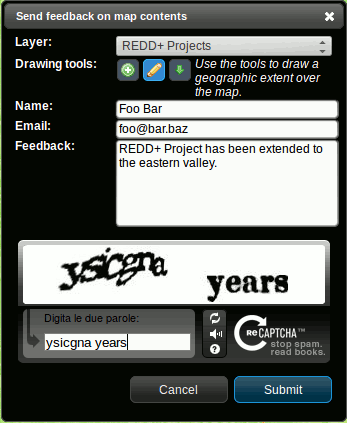 Send feedback on map contents
Layer:
REDD+ Projects
Drawing tools:
Use the tools to draw a
geographic extent over
the map.
Name:
Foo Bar
Email:
foo@bar.baz
Feedback:
REDD+ Project has been extended to
the eastern valley.
ysicgna years
Digita le due parole:
ysicgna years
reCAPTCHA™
stop spam.
read books.
Cancel
Submit